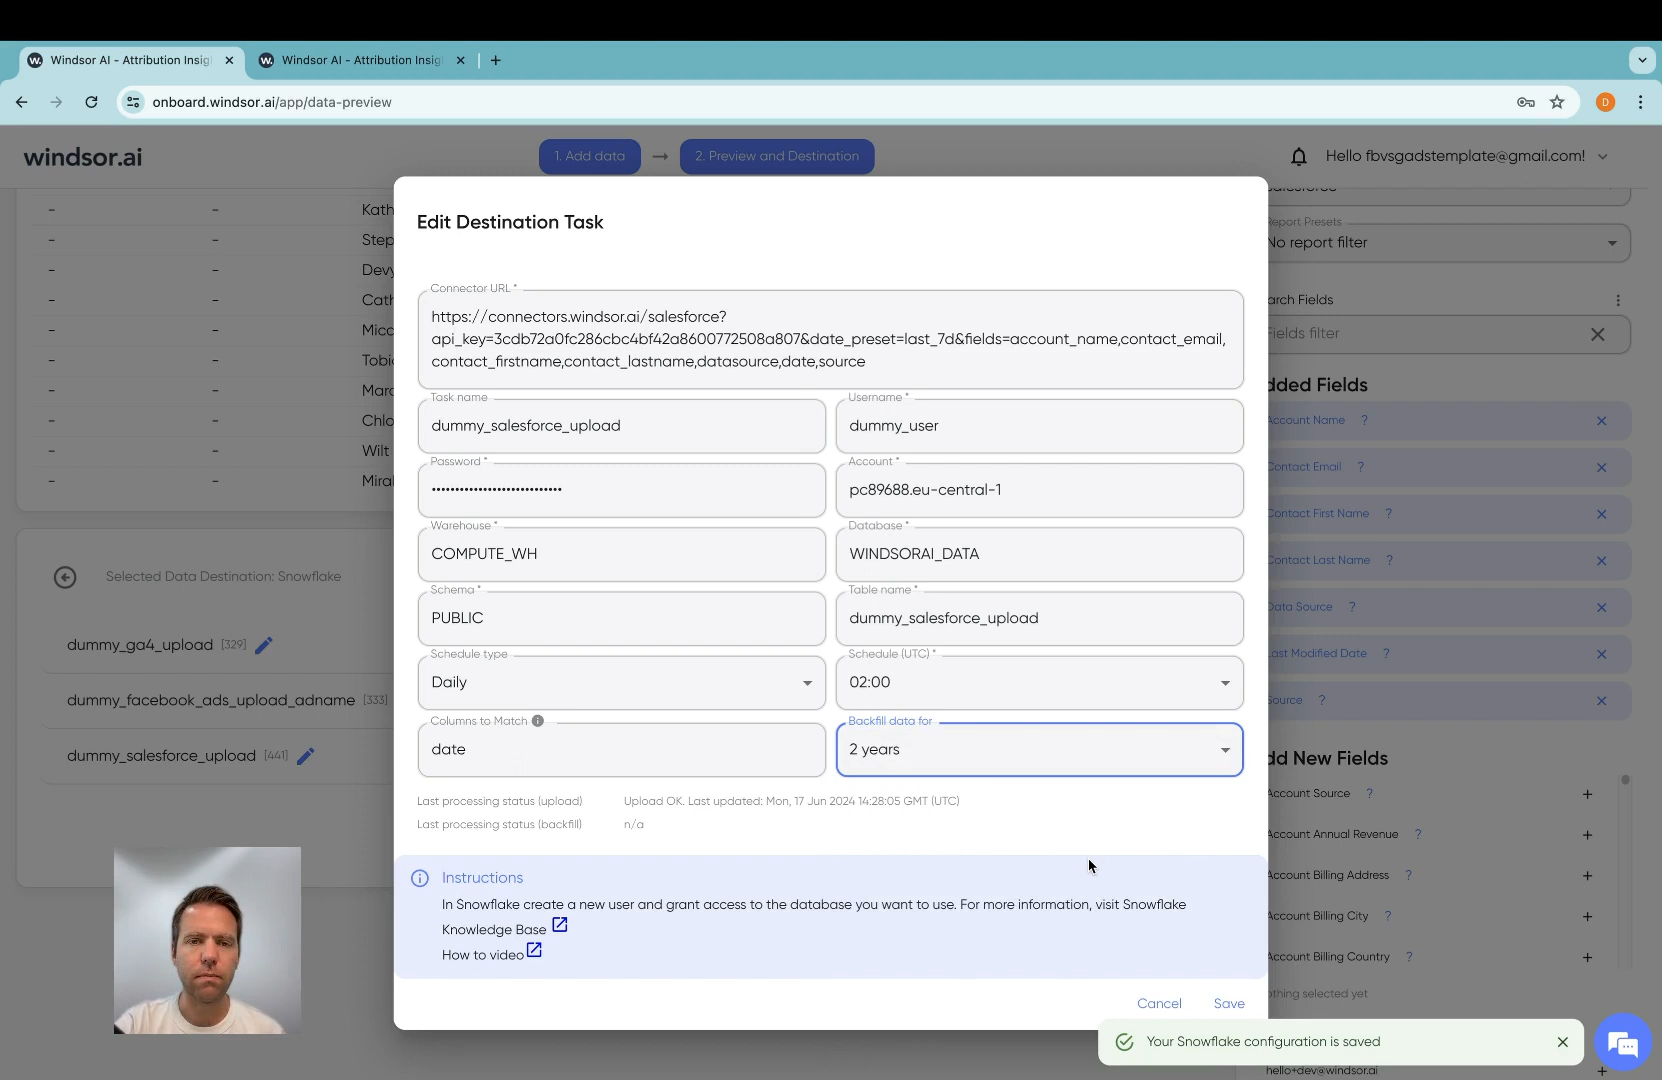 Windsor AI - Attribution Insig
Windsor AI - Attribution Insig
onboard.windsor.ai/app/data-preview
D
windsor.ai
1. Add data
2. Preview and Destination
Hello fbvsgadstemplate@gmail.com!
- - Kath
- - Step
- - Devy
- - Cath
- - Micc
- - Tobi
- - Marc
- - Chlo
- - Wilt
- - Miral
Selected Data Destination: Snowflake
dummy_ga4_upload [329]
dummy_facebook_ads_upload_adname [333]
dummy_salesforce_upload [441]
Edit Destination Task
Connector URL *
https://connectors.windsor.ai/salesforce?
api_key=3cdb72a0fc286cbc4bf42a8600772508a807&date_preset=last_7d&fields=account_name,contact_email,
contact_firstname,contact_lastname,datasource,date,source
Task name
dummy_salesforce_upload
Username *
dummy_user
Password *
••••••••••••••••••••••••••••
Account *
pc89688.eu-central-1
Warehouse *
COMPUTE_WH
Database *
WINDSORAI_DATA
Schema *
PUBLIC
Table name *
dummy_salesforce_upload
Schedule type
Daily
Schedule (UTC) *
02:00
Columns to Match
date
Backfill data for
2 years
Last processing status (upload) Upload OK. Last updated: Mon, 17 Jun 2024 14:28:05 GMT (UTC)
Last processing status (backfill) n/a
Instructions
In Snowflake create a new user and grant access to the database you want to use. For more information, visit Snowflake
Knowledge Base
How to video
Cancel
Save
Report Presets
No report filter
arch Fields
Fields filter
dded Fields
Account Name ?
Contact Email ?
Contact First Name ?
Contact Last Name ?
Data Source ?
Last Modified Date ?
Source ?
dd New Fields
Account Source ?
Account Annual Revenue ?
Account Billing Address ?
Account Billing City ?
Account Billing Country ?
othing selected yet
Your Snowflake configuration is saved
hello+dev@windsor.ai